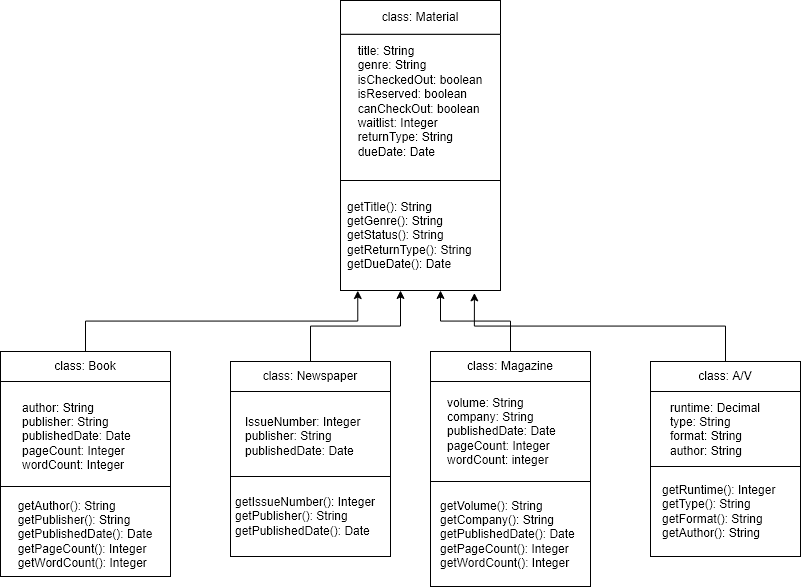 class: Material
title: String
genre: String
isCheckedOut: boolean
isReserved: boolean
canCheckOut: boolean
waitlist: Integer
returnType: String
dueDate: Date
getTitle(): String
getGenre(): String
getStatus(): String
getReturnType(): String
getDueDate(): Date
class: Book
author: String
publisher: String
publishedDate: Date
pageCount: Integer
wordCount: Integer
getAuthor(): String
getPublisher(): String
getPublishedDate(): Date
getPageCount(): Integer
getWordCount(): Integer
class: Newspaper
IssueNumber: Integer
publisher: String
publishedDate: Date
getIssueNumber(): Integer
getPublisher(): String
getPublishedDate(): Date
class: Magazine
volume: String
company: String
publishedDate: Date
pageCount: Integer
wordCount: integer
getVolume(): String
getCompany(): String
getPublishedDate(): Date
getPageCount(): Integer
getWordCount(): Integer
class: A/V
runtime: Decimal
type: String
format: String
author: String
getRuntime(): Integer
getType(): String
getFormat(): String
getAuthor(): String